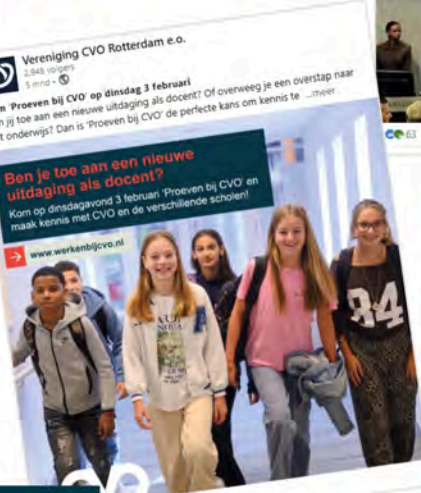 Vereniging CVO Rotterdam e.o.
2.948 volgers
5 mnd •
'Proeven bij CVO' op dinsdag 3 februari
jij toe aan een nieuwe uitdaging als docent? Of overweeg je een overstap naar
onderwijs? Dan is 'Proeven bij CVO' de perfecte kans om kennis te ...meer
63
Ben je toe aan een nieuwe
uitdaging als docent?
Kom op dinsdagavond 3 februari 'Proeven bij CVO' en
maak kennis met CVO en de verschillende scholen!
www.werkenbijcvo.nl
84